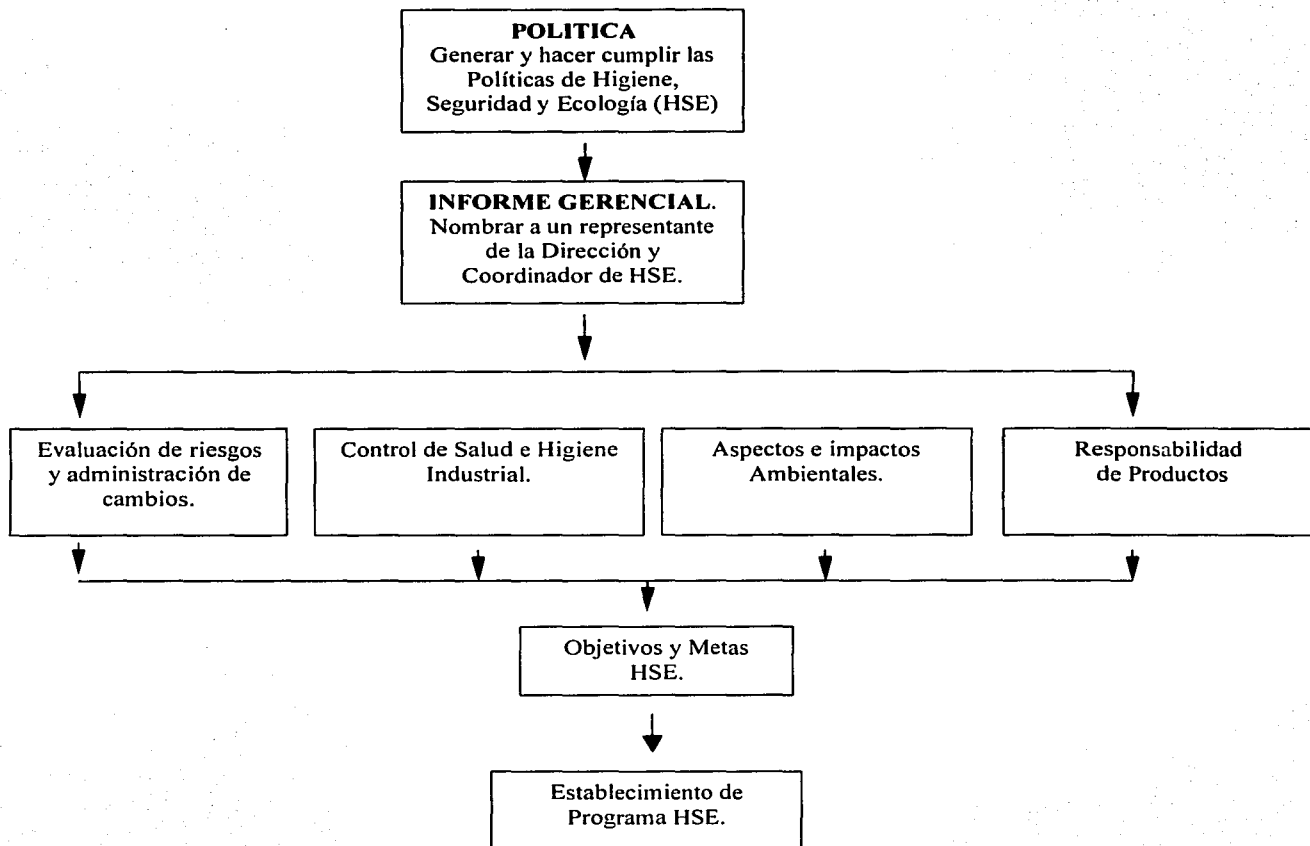 POLITICA
Generar y hacer cumplir las
Políticas de Higiene,
Seguridad y Ecología (HSE)
INFORME GERENCIAL.
Nombrar a un representante
de la Dirección y
Coordinador de HSE.
Evaluación de riesgos
y administración de
cambios.
Control de Salud e Higiene
Industrial.
Aspectos e impactos
Ambientales.
Responsabilidad
de Productos
Objetivos y Metas
HSE.
Establecimiento de
Programa HSE.